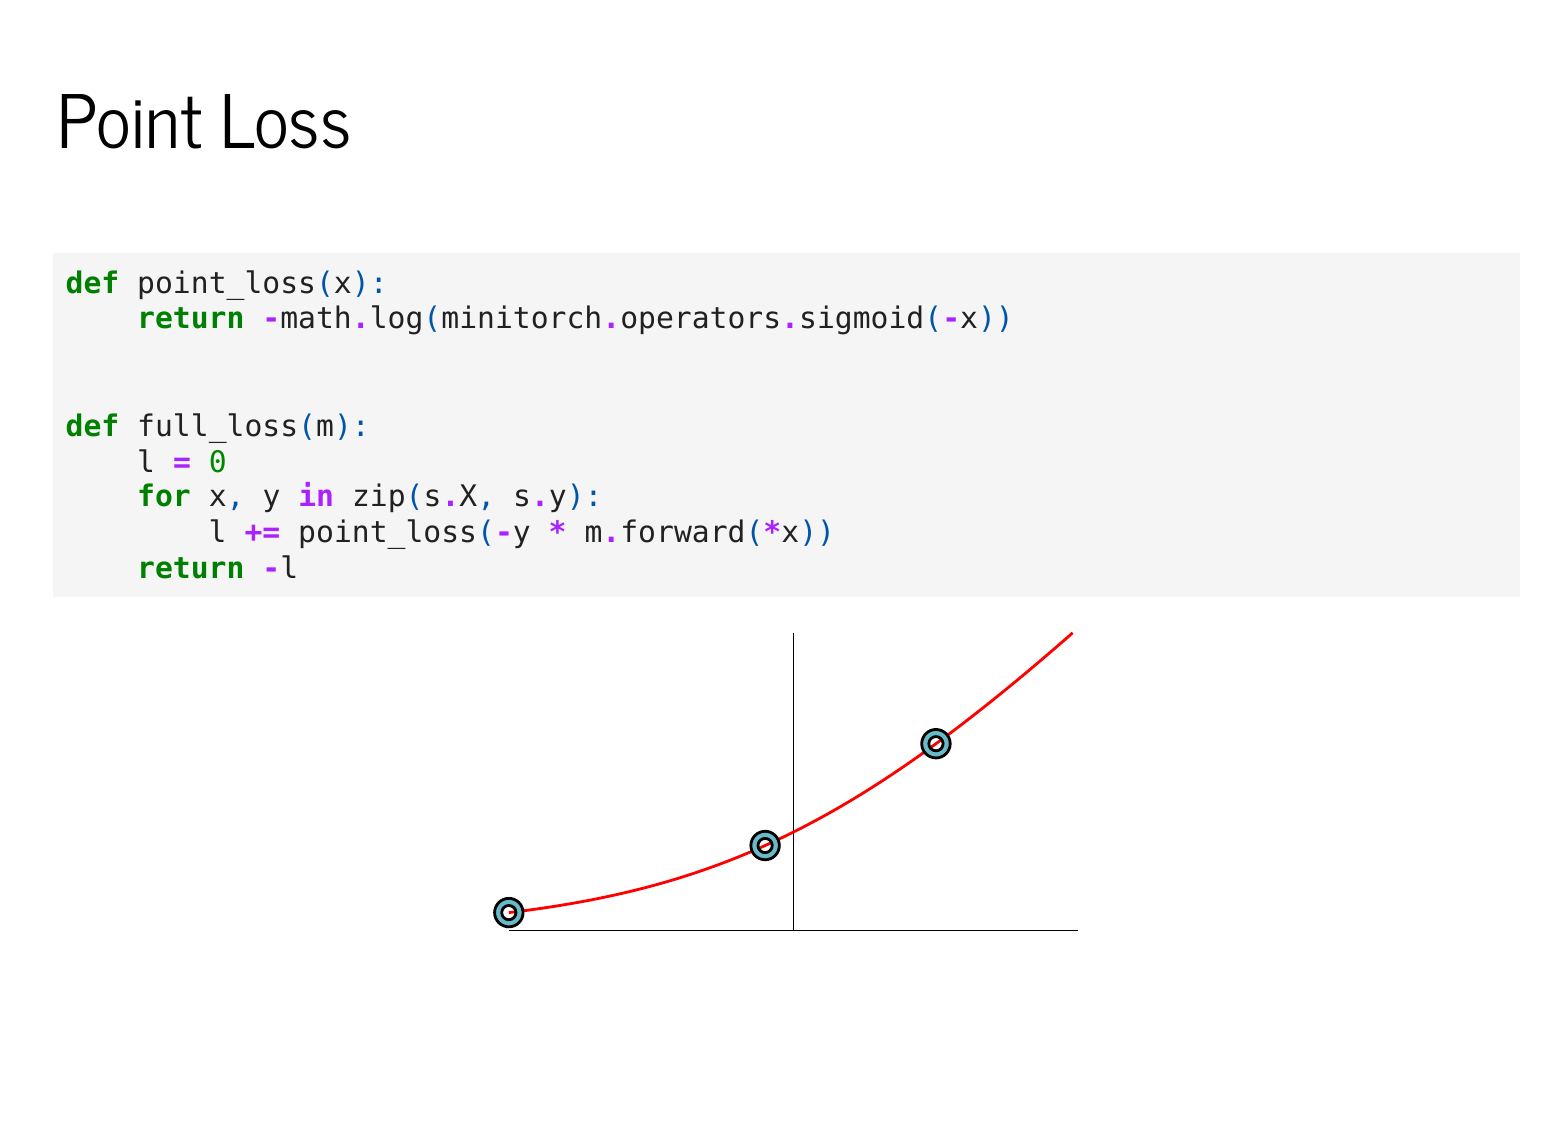 Point Loss
def point_loss(x):
    return -math.log(minitorch.operators.sigmoid(-x))
def full_loss(m):
    l = 0
    for x, y in zip(s.X, s.y):
        l += point_loss(-y * m.forward(*x))
    return -l